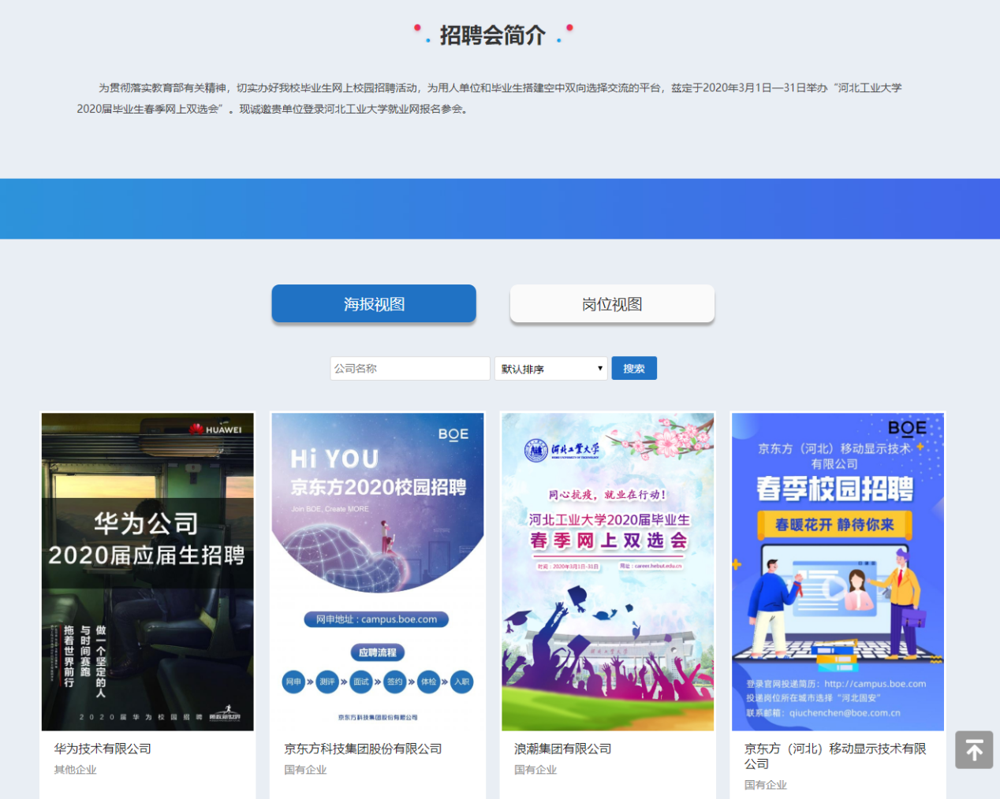 招聘会简介
为贯彻落实教育部有关精神，切实办好我校毕业生网上校园招聘活动，为用人单位和毕业生搭建空中双向选择交流的平台，兹定于2020年3月1日—31日举办“河北工业大学
2020届毕业生春季网上双选会”。现诚邀贵单位登录河北工业大学就业网报名参会。
海报视图
岗位视图
公司名称
默认排序
搜索
HUAWEI
华为公司
2020届应届生招聘
做一个坚定的人
与时间赛跑
拖着世界前行
2020届华为校园招聘
华为技术有限公司
其他企业
BOE
Hi YOU
京东方2020校园招聘
Join BOE, Create MORE
网申地址：campus.boe.com
应聘流程
网申 » 测评 » 面试 » 签约 » 体检 » 入职
京东方科技集团股份有限公司
京东方科技集团股份有限公司
国有企业
河北工业大学
同心抗疫，就业在行动！
河北工业大学2020届毕业生
春季网上双选会
时间：2020年3月1日-31日 网址：career.hebut.edu.cn
河北工业大学
浪潮集团有限公司
国有企业
BOE
京东方（河北）移动显示技术
有限公司
春季校园招聘
春暖花开 静待你来
登录官网投递简历：http://campus.boe.com
投递岗位所在城市选择“河北固安”
联系邮箱：qiuchenchen@boe.com.cn
京东方（河北）移动显示技术有限
公司
国有企业